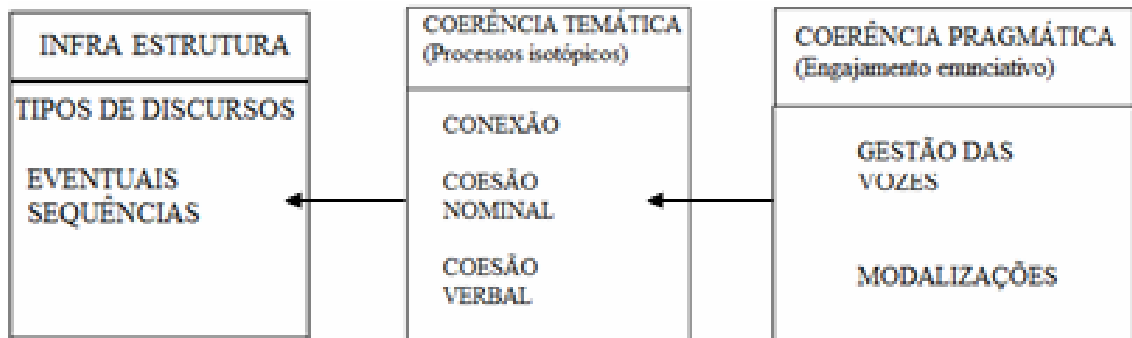 INFRA ESTRUTURA
TIPOS DE DISCURSOS
EVENTUAIS
SEQUÊNCIAS
COERÊNCIA TEMÁTICA
(Processos isotópicos)
CONEXÃO
COESÃO
NOMINAL
COESÃO
VERBAL
COERÊNCIA PRAGMÁTICA
(Engajamento enunciativo)
GESTÃO DAS
VOZES
MODALIZAÇÕES